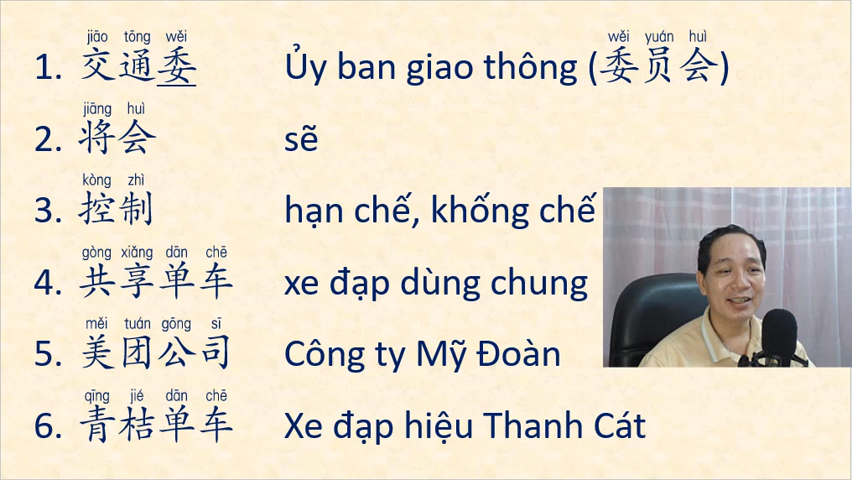 jiāo tōng wěi wěi yuán huì
1. 交通委 Ủy ban giao thông (委员会)
jiāng huì
2. 将会 sẽ
kòng zhì
3. 控制 hạn chế, khống chế
gòng xiǎng dān chē
4. 共享单车 xe đạp dùng chung
měi tuán gōng sī
5. 美团公司 Công ty Mỹ Đoàn
qīng jié dān chē
6. 青桔单车 Xe đạp hiệu Thanh Cát